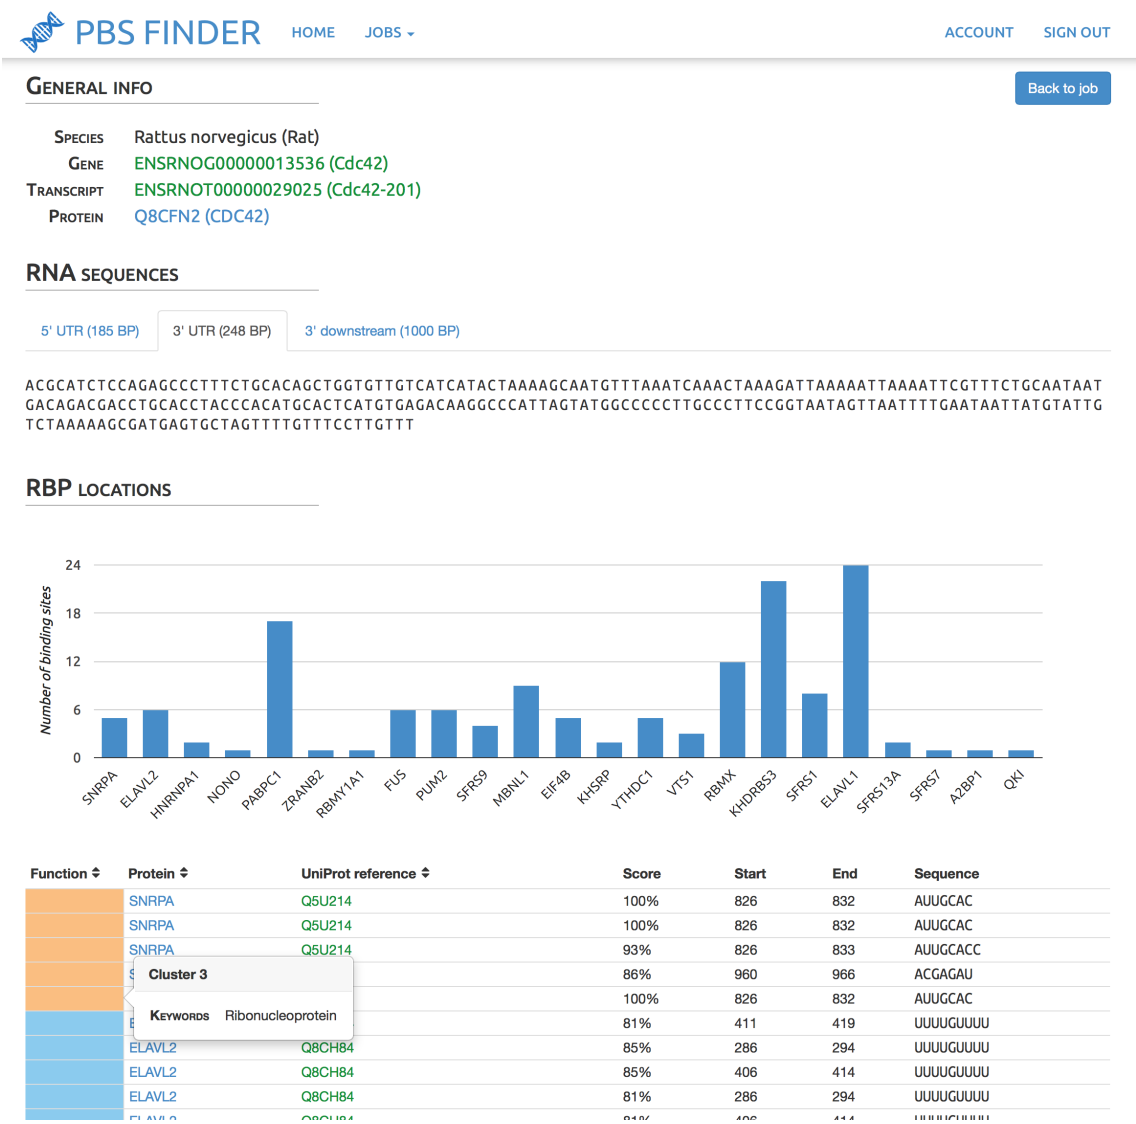 PBS FINDER HOME JOBS ACCOUNT SIGN OUT
GENERAL INFO
Back to job
SPECIES Rattus norvegicus (Rat)
GENE ENSRNOG00000013536 (Cdc42)
TRANSCRIPT ENSRNOT00000029025 (Cdc42-201)
PROTEIN Q8CFN2 (CDC42)
RNA SEQUENCES
5' UTR (185 BP) 3' UTR (248 BP) 3' downstream (1000 BP)
ACGCATCTCCAGAGCCCTTTCTGCACAGCTGGTGTTGTCATCATACTAAAAGCAATGTTTAAATCAAACTAAAGATTAAAAATTAAAATTCGTTTCTGCAATAAT
GACAGACGACCTGCACCTACCCACATGCACTCATGTGAGACAAGGCCCATTAGTATGGCCCCCTTGCCCTTCCGGTAATAGTTAATTTTGAATAATTATGTATTG
TCTAAAAAGCGATGAGTGCTAGTTTTGTTTCCTTGTTT
RBP LOCATIONS
Number of binding sites
24
18
12
6
0
SNRPA ELAVL2 HNRNPA1 NONO PABPC1 ZRANB2 RBMY1A1 FUS PUM2 SFRS9 MBNL1 EIF4B KHSRP YTHDC1 VTS1 RBMX KHDRBS3 SFRS1 ELAVL1 SFRS13A SFRS7 A2BP1 QKI
Function Protein UniProt reference Score Start End Sequence
SNRPA Q5U214 100% 826 832 AUUGCAC
SNRPA Q5U214 100% 826 832 AUUGCAC
SNRPA Q5U214 93% 826 833 AUUGCACC
86% 960 966 ACGAGAU
100% 826 832 AUUGCAC
81% 411 419 UUUUGUUUU
Cluster 3
KEYWORDS Ribonucleoprotein
ELAVL2 Q8CH84 85% 286 294 UUUUGUUUU
ELAVL2 Q8CH84 85% 406 414 UUUUGUUUU
ELAVL2 Q8CH84 81% 286 294 UUUUGUUUU
ELAVL2 Q8CH84 81% 406 414 UUUUGUUUU